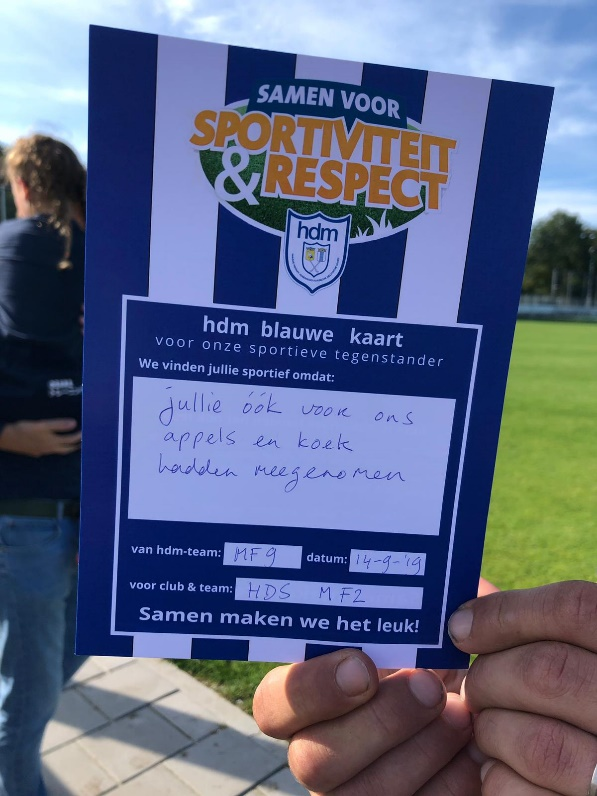 SAMEN VOOR
SPORTIVITEIT
& RESPECT
hdm
hdm blauwe kaart
voor onze sportieve tegenstander
We vinden jullie sportief omdat:
jullie óók voor ons
appels en koek
hadden meegenomen
van hdm-team: MF9 datum: 14-9-'19
voor club & team: HDS MF2
Samen maken we het leuk!